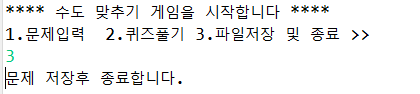 **** 수도 맞추기 게임을 시작합니다 ****
1.문제입력  2.퀴즈풀기 3.파일저장 및 종료 >>
3
문제 저장후 종료합니다.